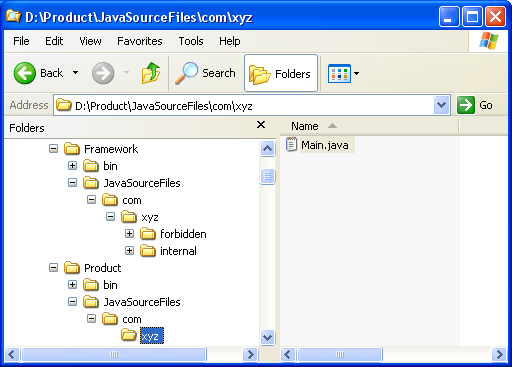 D:\Product\JavaSourceFiles\com\xyz
File Edit View Favorites Tools Help
Back Search Folders
Address D:\Product\JavaSourceFiles\com\xyz Go
Folders
Name
Main.java
Framework
bin
JavaSourceFiles
com
xyz
forbidden
internal
Product
bin
JavaSourceFiles
com
xyz